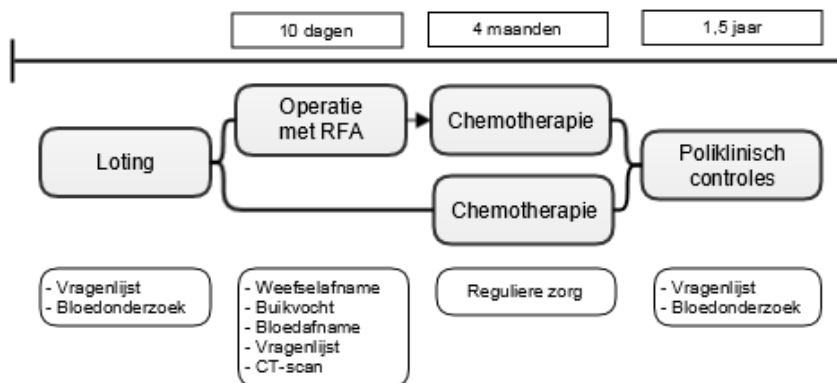 10 dagen
4 maanden
1,5 jaar
Operatie
met RFA
Chemotherapie
Loting
Poliklinisch
controles
Chemotherapie
- Vragenlijst
- Bloedonderzoek
- Weefselafname
- Buikvocht
- Bloedafname
- Vragenlijst
- CT-scan
Reguliere zorg
- Vragenlijst
- Bloedonderzoek